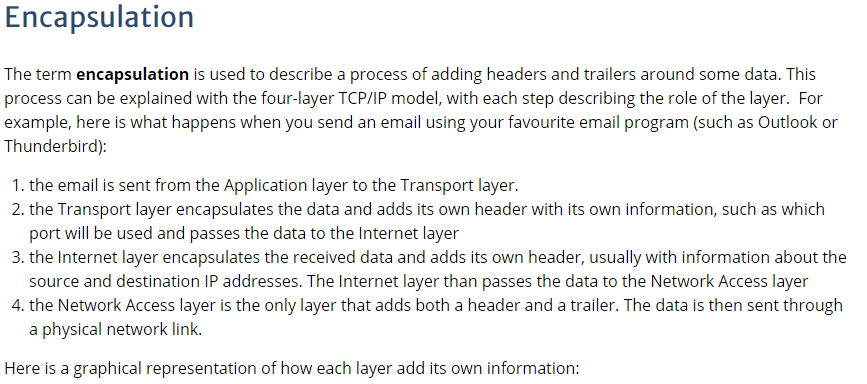 Encapsulation
The term encapsulation is used to describe a process of adding headers and trailers around some data. This
process can be explained with the four-layer TCP/IP model, with each step describing the role of the layer. For
example, here is what happens when you send an email using your favourite email program (such as Outlook or
Thunderbird):
1. the email is sent from the Application layer to the Transport layer.
2. the Transport layer encapsulates the data and adds its own header with its own information, such as which
port will be used and passes the data to the Internet layer
3. the Internet layer encapsulates the received data and adds its own header, usually with information about the
source and destination IP addresses. The Internet layer than passes the data to the Network Access layer
4. the Network Access layer is the only layer that adds both a header and a trailer. The data is then sent through
a physical network link.
Here is a graphical representation of how each layer add its own information: